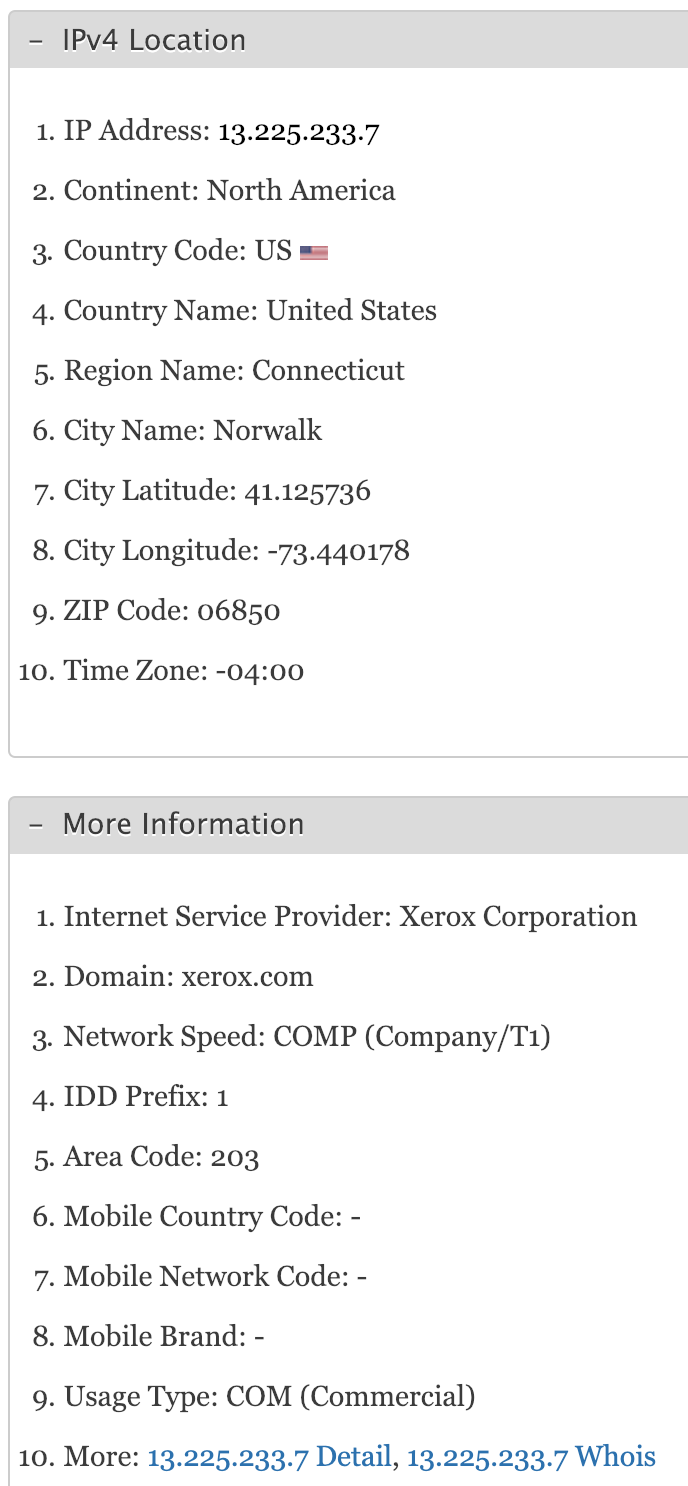 – IPv4 Location
1. IP Address: 13.225.233.7
2. Continent: North America
3. Country Code: US
4. Country Name: United States
5. Region Name: Connecticut
6. City Name: Norwalk
7. City Latitude: 41.125736
8. City Longitude: -73.440178
9. ZIP Code: 06850
10. Time Zone: -04:00
– More Information
1. Internet Service Provider: Xerox Corporation
2. Domain: xerox.com
3. Network Speed: COMP (Company/T1)
4. IDD Prefix: 1
5. Area Code: 203
6. Mobile Country Code: -
7. Mobile Network Code: -
8. Mobile Brand: -
9. Usage Type: COM (Commercial)
10. More: 13.225.233.7 Detail, 13.225.233.7 Whois